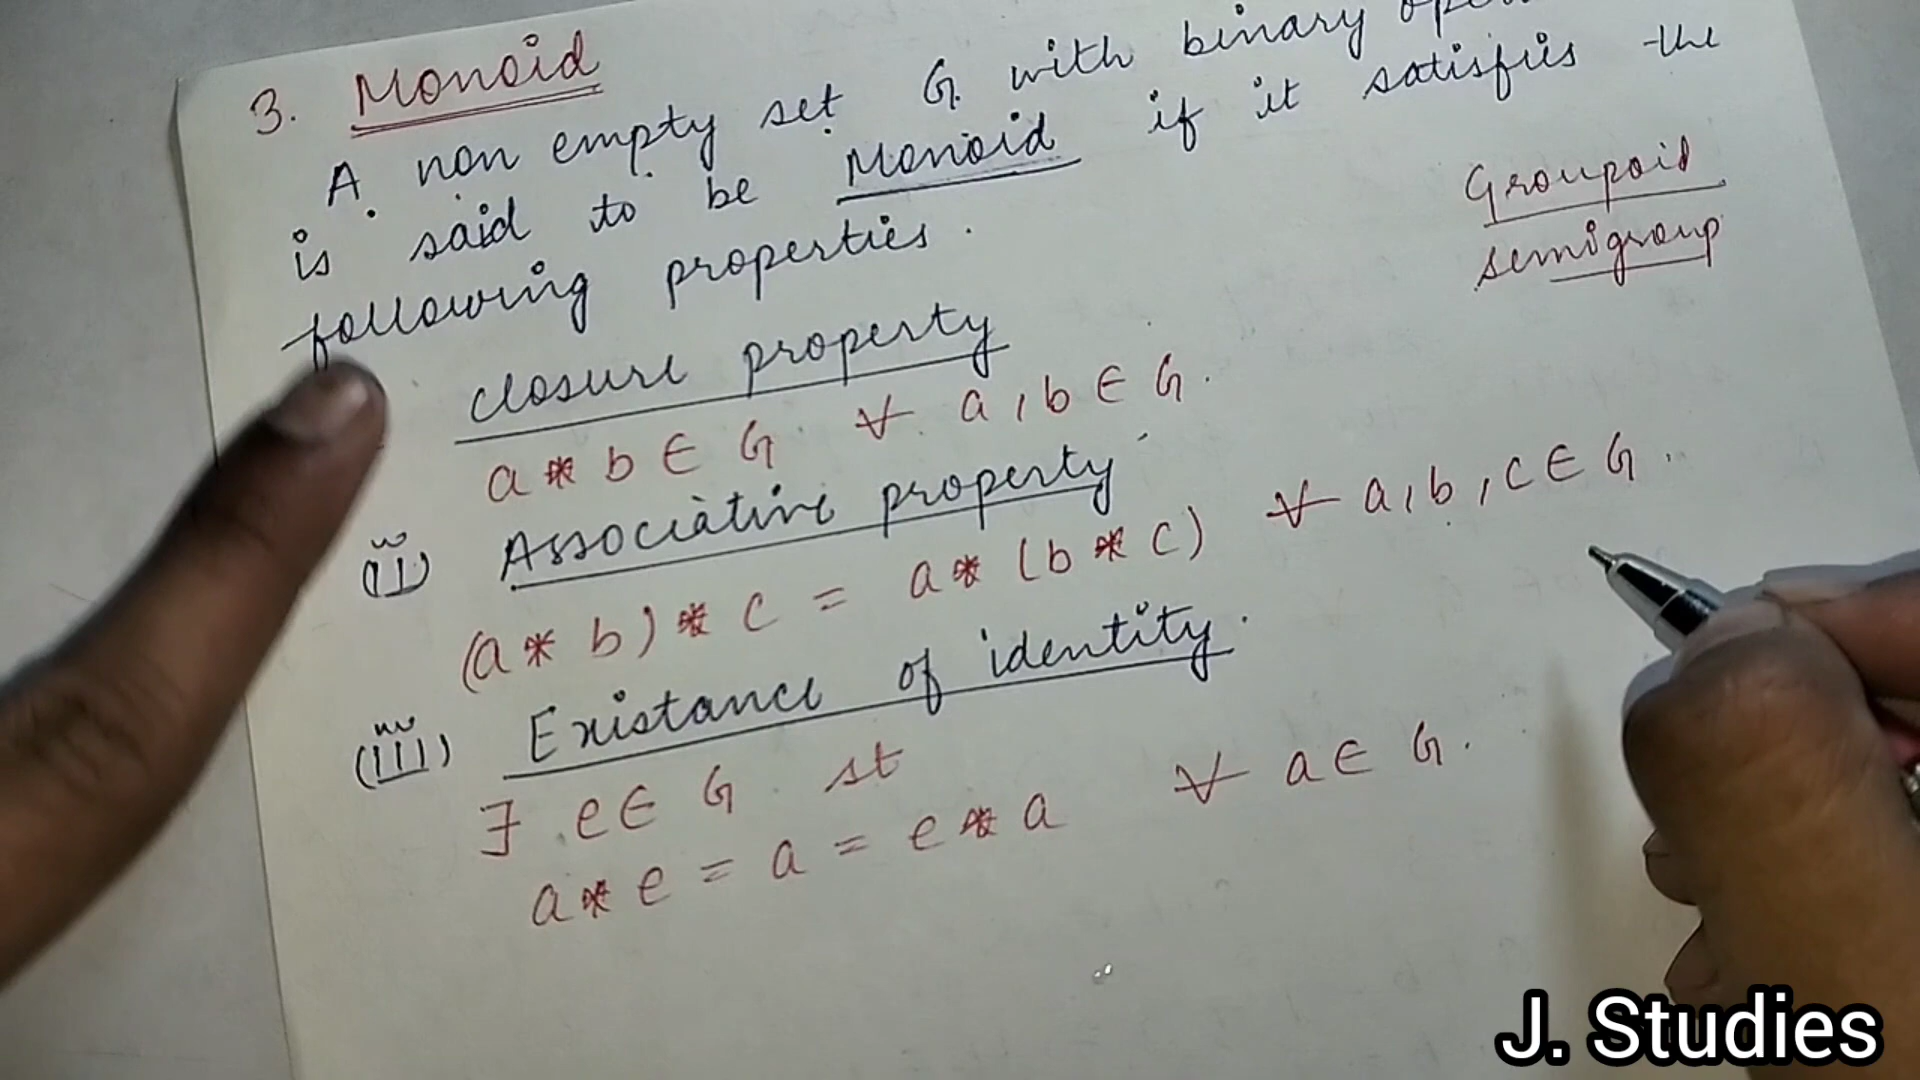 3. Monoid
A non empty set G with binary
is said to be Monoid if it satisfies the
following properties.
Groupoid
semigroup
closure property
a * b ∈ G ∀ a, b ∈ G.
(ii) Associative property
(a * b) * c = a * (b * c) ∀ a, b, c ∈ G.
(iii) Existance of identity.
∃ e ∈ G st
a * e = a = e * a ∀ a ∈ G.
J. Studies